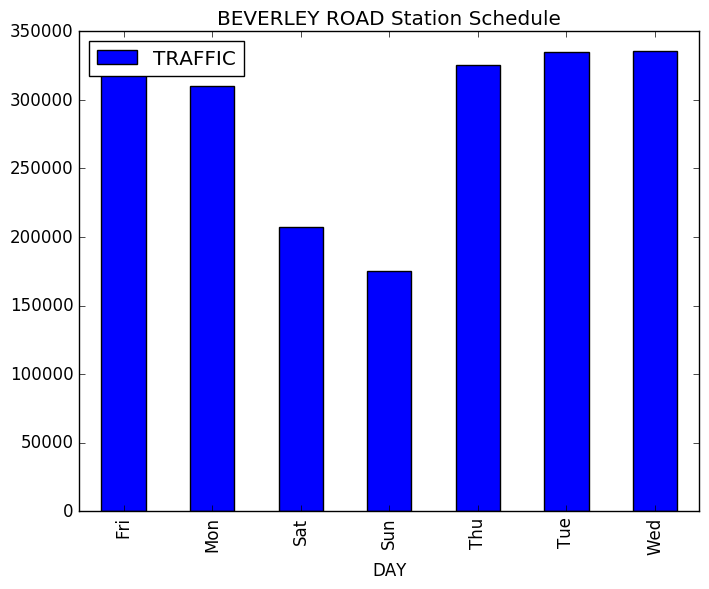 BEVERLEY ROAD Station Schedule
350000
300000
250000
200000
150000
100000
50000
0
TRAFFIC
Fri
Mon
Sat
Sun
Thu
Tue
Wed
DAY